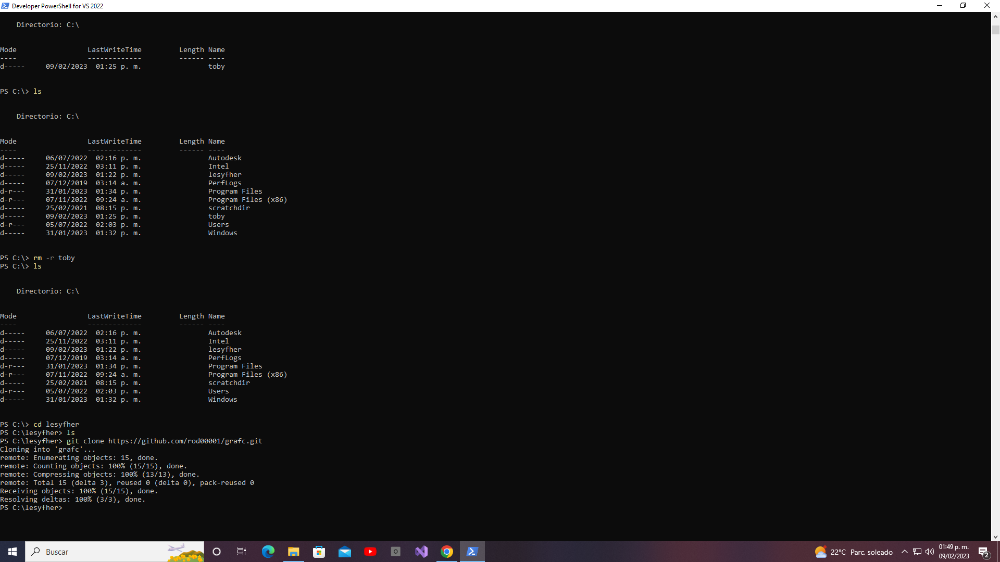 Developer PowerShell for VS 2022
    Directorio: C:\
Mode                 LastWriteTime         Length Name
----                 -------------         ------ ----
d-----     09/02/2023  01:25 p. m.                toby
PS C:\> ls
    Directorio: C:\
Mode                 LastWriteTime         Length Name
----                 -------------         ------ ----
d-----     06/07/2022  02:16 p. m.                Autodesk
d-----     25/11/2022  03:11 p. m.                Intel
d-----     09/02/2023  01:22 p. m.                lesyfher
d-----     07/12/2019  03:14 a. m.                PerfLogs
d-r---     31/01/2023  01:34 p. m.                Program Files
d-r---     07/11/2022  09:24 a. m.                Program Files (x86)
d-----     25/02/2021  08:15 p. m.                scratchdir
d-----     09/02/2023  01:25 p. m.                toby
d-r---     05/07/2022  02:03 p. m.                Users
d-----     31/01/2023  01:32 p. m.                Windows
PS C:\> rm -r toby
PS C:\> ls
    Directorio: C:\
Mode                 LastWriteTime         Length Name
----                 -------------         ------ ----
d-----     06/07/2022  02:16 p. m.                Autodesk
d-----     25/11/2022  03:11 p. m.                Intel
d-----     09/02/2023  01:22 p. m.                lesyfher
d-----     07/12/2019  03:14 a. m.                PerfLogs
d-r---     31/01/2023  01:34 p. m.                Program Files
d-r---     07/11/2022  09:24 a. m.                Program Files (x86)
d-----     25/02/2021  08:15 p. m.                scratchdir
d-r---     05/07/2022  02:03 p. m.                Users
d-----     31/01/2023  01:32 p. m.                Windows
PS C:\> cd lesyfher
PS C:\lesyfher> ls
PS C:\lesyfher> git clone https://github.com/rod00001/grafc.git
Cloning into 'grafc'...
remote: Enumerating objects: 15, done.
remote: Counting objects: 100% (15/15), done.
remote: Compressing objects: 100% (13/13), done.
remote: Total 15 (delta 3), reused 0 (delta 0), pack-reused 0
Receiving objects: 100% (15/15), done.
Resolving deltas: 100% (3/3), done.
PS C:\lesyfher>
Buscar
22°C Parc. soleado
01:49 p. m.
09/02/2023
2